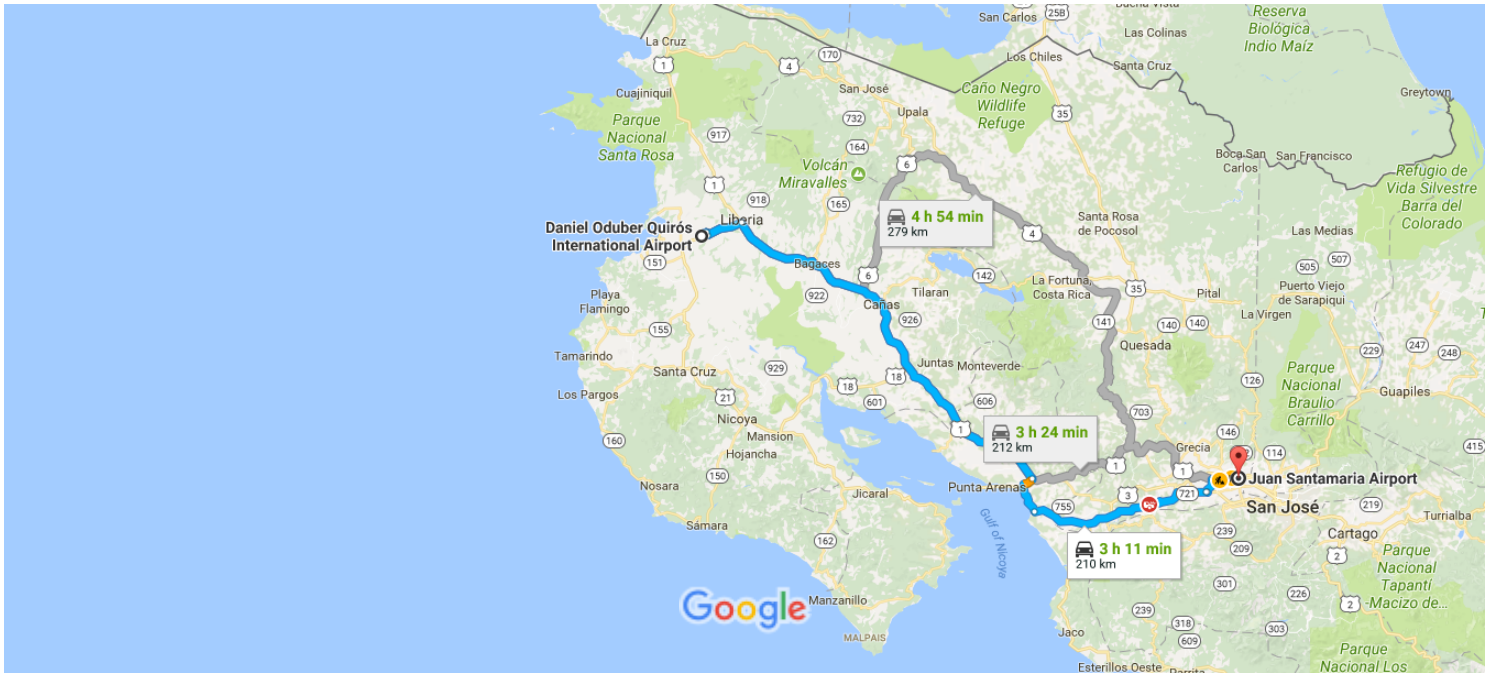 San Carlos
25B
Buena Vista
Las Colinas
Reserva
Biológica
Indio Maíz
La Cruz
1
170
4
Los Chiles
Santa Cruz
San José
Cuajiniquil
Caño Negro
Wildlife
Refuge
Greytown
Parque
Nacional
Santa Rosa
917
732
Upala
35
164
6
Boca San
Carlos
San Francisco
Volcán
Miravalles
Refugio de
Vida Silvestre
Barra del
Colorado
1
918
165
4 h 54 min
279 km
Santa Rosa
de Pocosol
Daniel Oduber Quirós
International Airport
Liberia
4
Las Medias
151
Bagaces
6
142
La Fortuna,
Costa Rica
35
Pital
505
507
Puerto Viejo
de Sarapiqui
Playa
Flamingo
922
Tilaran
Cañas
926
141
La Virgen
155
140
140
Quesada
229
247
248
Tamarindo
Santa Cruz
929
Juntas
Monteverde
126
Parque
Nacional
Braulio
Carrillo
Guapiles
Los Pargos
21
18
18
601
606
703
Nicoya
Mansion
1
3 h 24 min
212 km
146
160
Hojancha
Grecia
114
415
150
1
1
Juan Santamaria Airport
Nosara
Jicaral
Punta Arenas
755
3
721
San José
219
Turrialba
Sámara
162
Gulf of Nicoya
239
Cartago
209
2
3 h 11 min
210 km
Parque
Nacional
Tapantí
-Macizo de...
301
226
2
Google
Manzanillo
239
318
303
609
Jaco
MALPAIS
Esterillos Oeste
Parque
Nacional Los